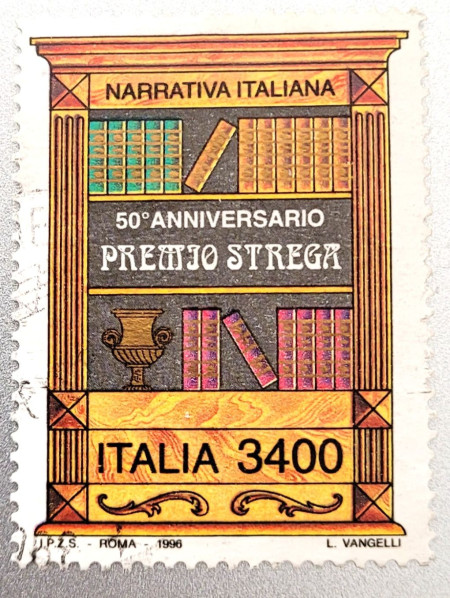 NARRATIVA ITALIANA
50° ANNIVERSARIO
PREMIO STREGA
ITALIA 3400
I.P.Z.S. - ROMA - 1996 L. VANGELLI